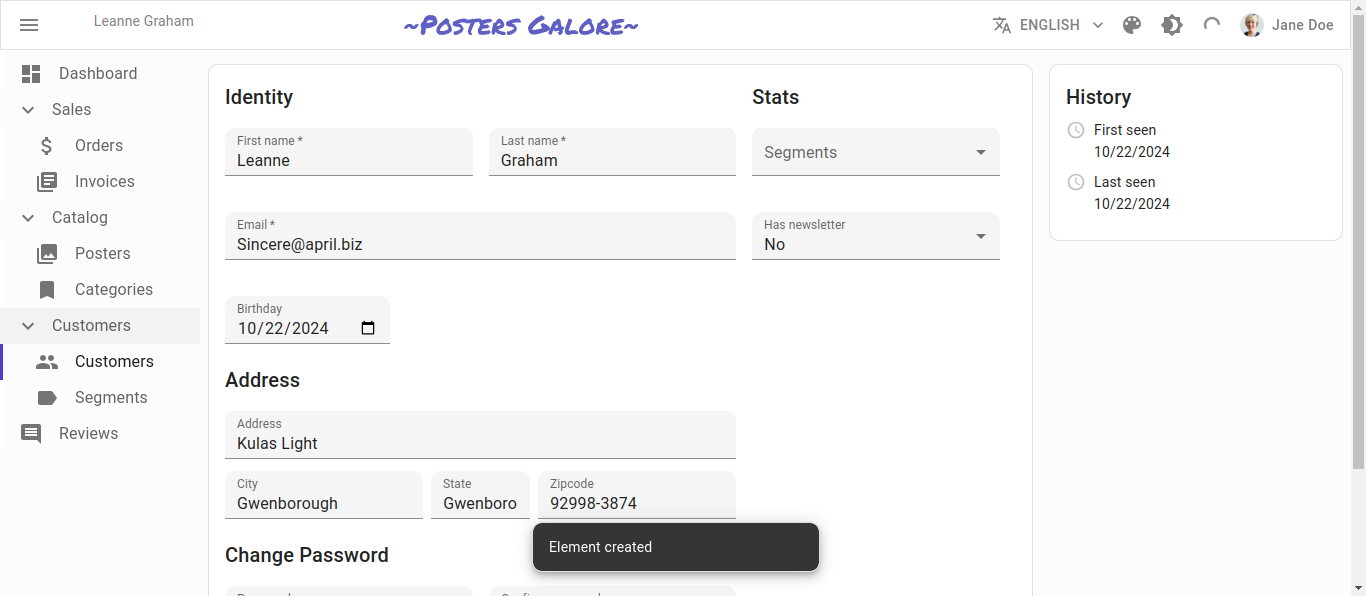 Leanne Graham
~Posters Galore~
ENGLISH
Jane Doe
Dashboard
Sales
Orders
Invoices
Catalog
Posters
Categories
Customers
Customers
Segments
Reviews
Identity
First name *
Leanne
Last name *
Graham
Email *
Sincere@april.biz
Birthday
10/22/2024
Stats
Segments
Has newsletter
No
Address
Address
Kulas Light
City
Gwenborough
State
Gwenboro
Zipcode
92998-3874
Change Password
Element created
History
First seen
10/22/2024
Last seen
10/22/2024